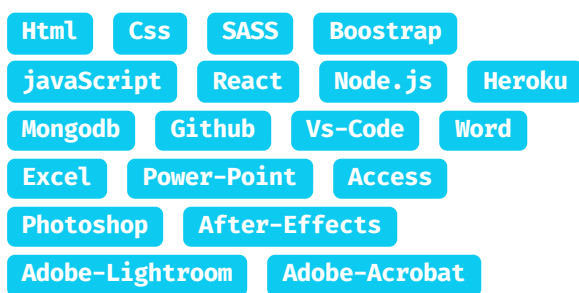 Html Css SASS Boostrap
javaScript React Node.js Heroku
Mongodb Github Vs-Code Word
Excel Power-Point Access
Photoshop After-Effects
Adobe-Lightroom Adobe-Acrobat